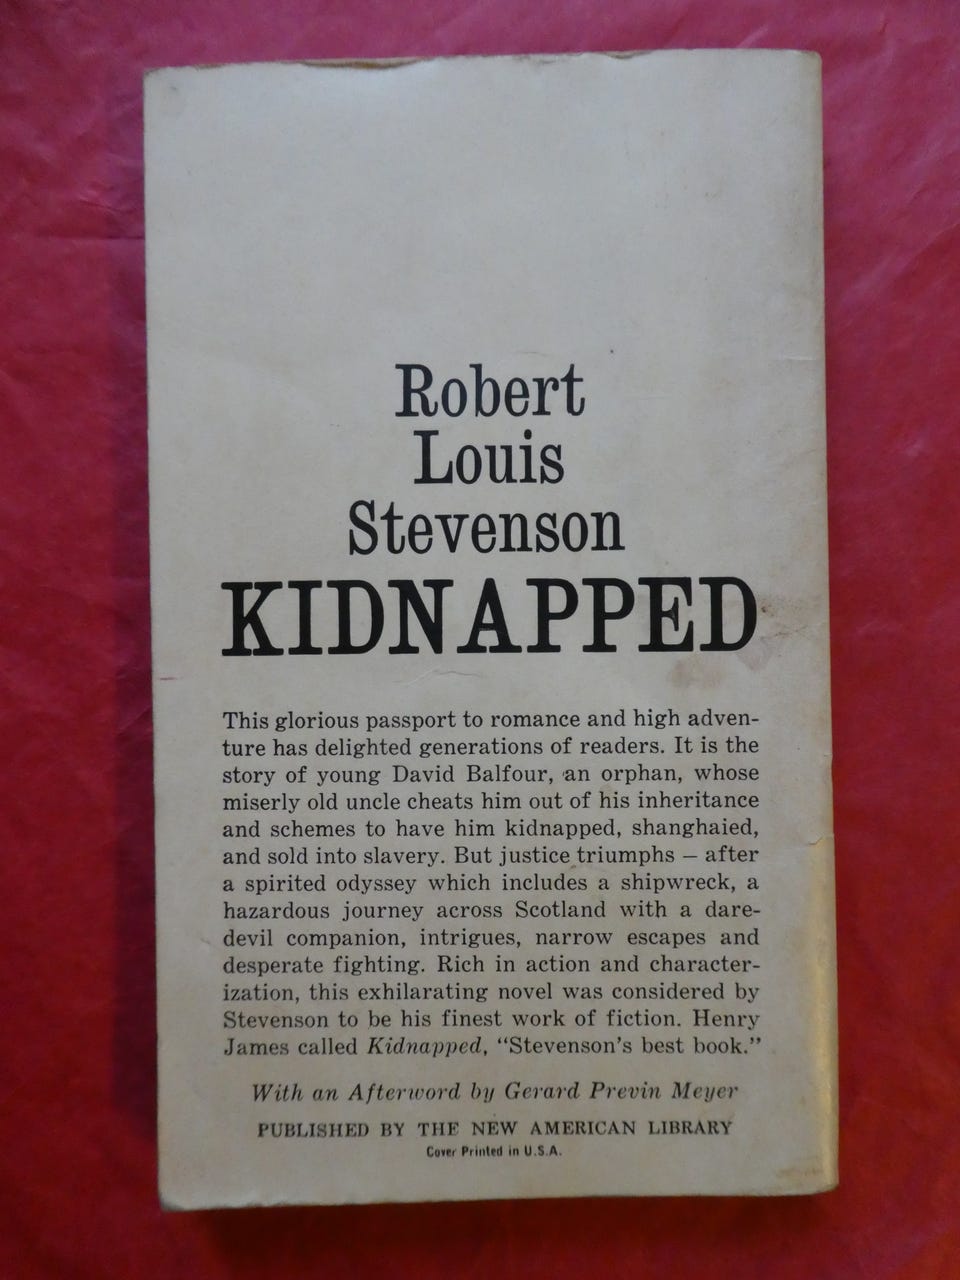 Robert
Louis
Stevenson
KIDNAPPED
This glorious passport to romance and high adven-
ture has delighted generations of readers. It is the
story of young David Balfour, an orphan, whose
miserly old uncle cheats him out of his inheritance
and schemes to have him kidnapped, shanghaied,
and sold into slavery. But justice triumphs – after
a spirited odyssey which includes a shipwreck, a
hazardous journey across Scotland with a dare-
devil companion, intrigues, narrow escapes and
desperate fighting. Rich in action and character-
ization, this exhilarating novel was considered by
Stevenson to be his finest work of fiction. Henry
James called Kidnapped, “Stevenson’s best book.”
With an Afterword by Gerard Previn Meyer
PUBLISHED BY THE NEW AMERICAN LIBRARY
Cover Printed in U.S.A.